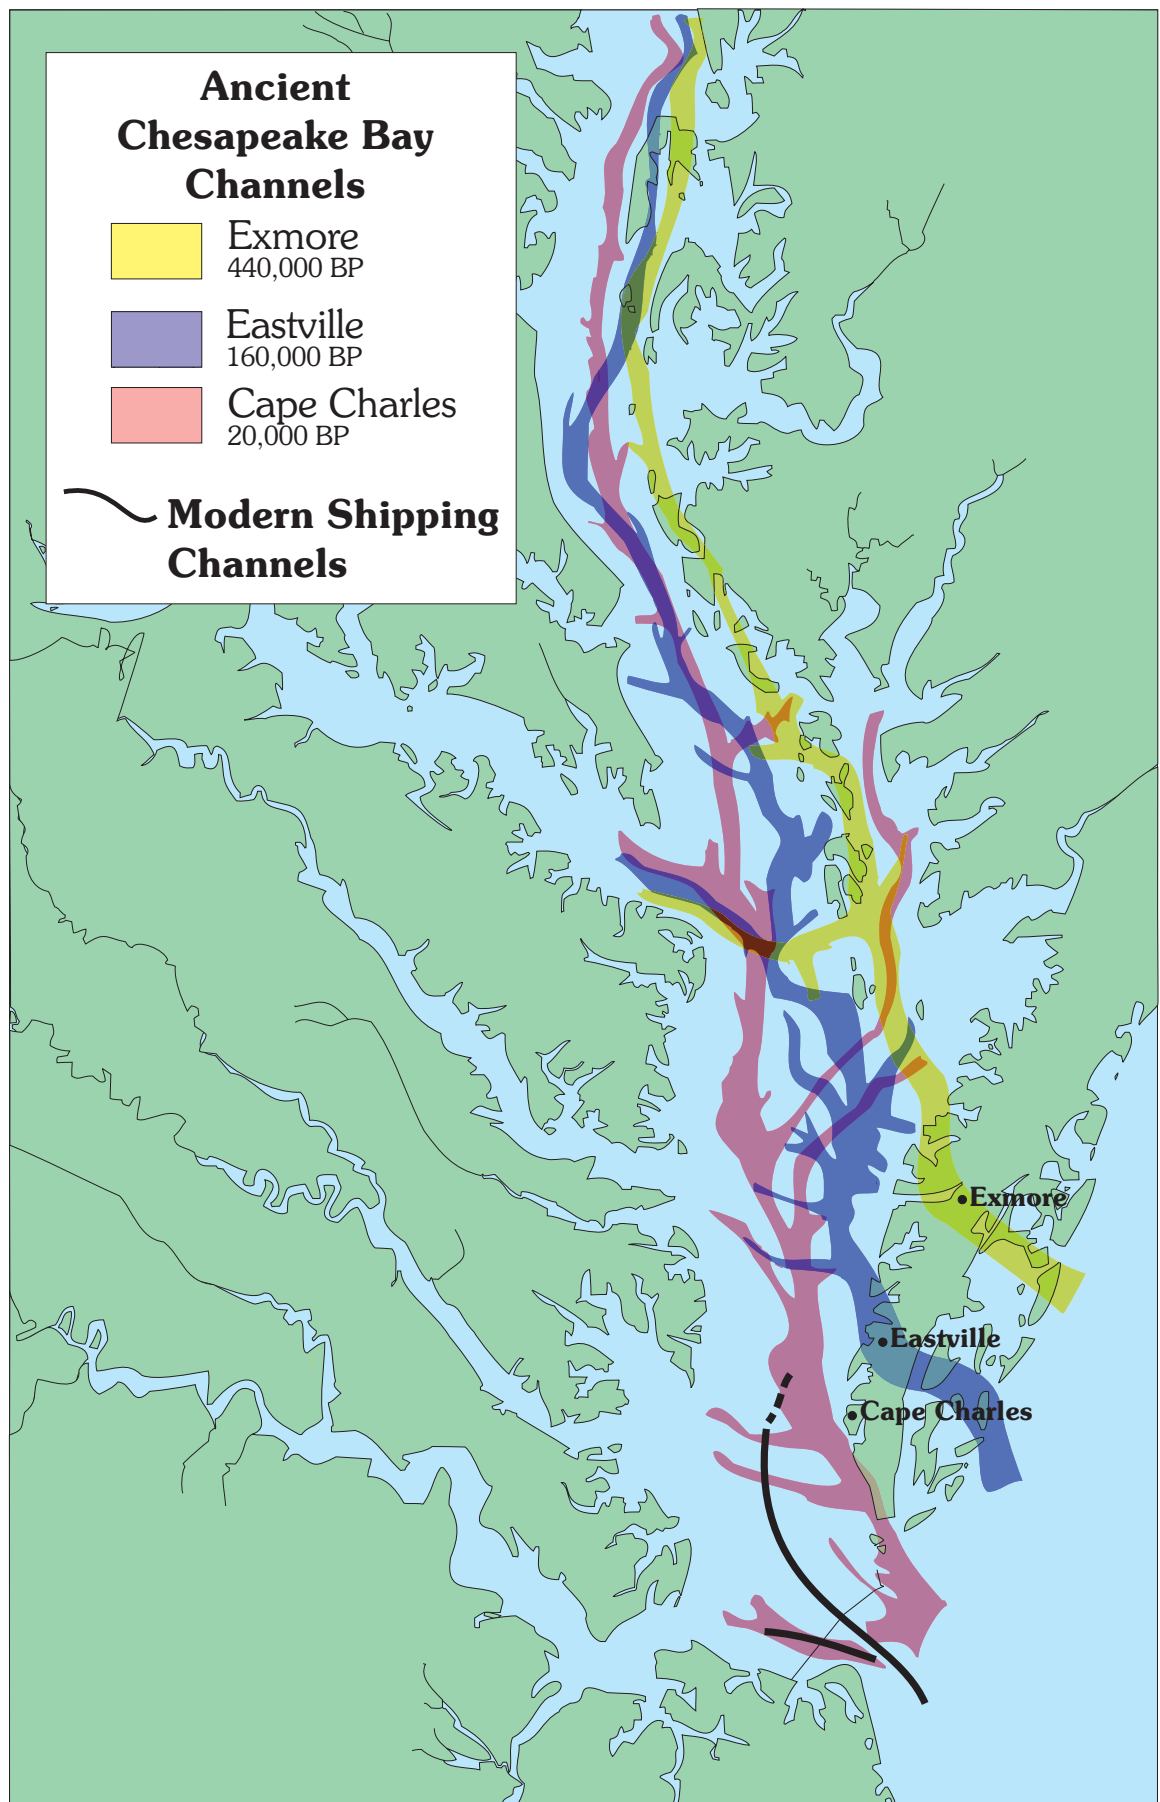 Ancient
Chesapeake Bay
Channels
Exmore
440,000 BP
Eastville
160,000 BP
Cape Charles
20,000 BP
Modern Shipping
Channels
Exmore
Eastville
Cape Charles